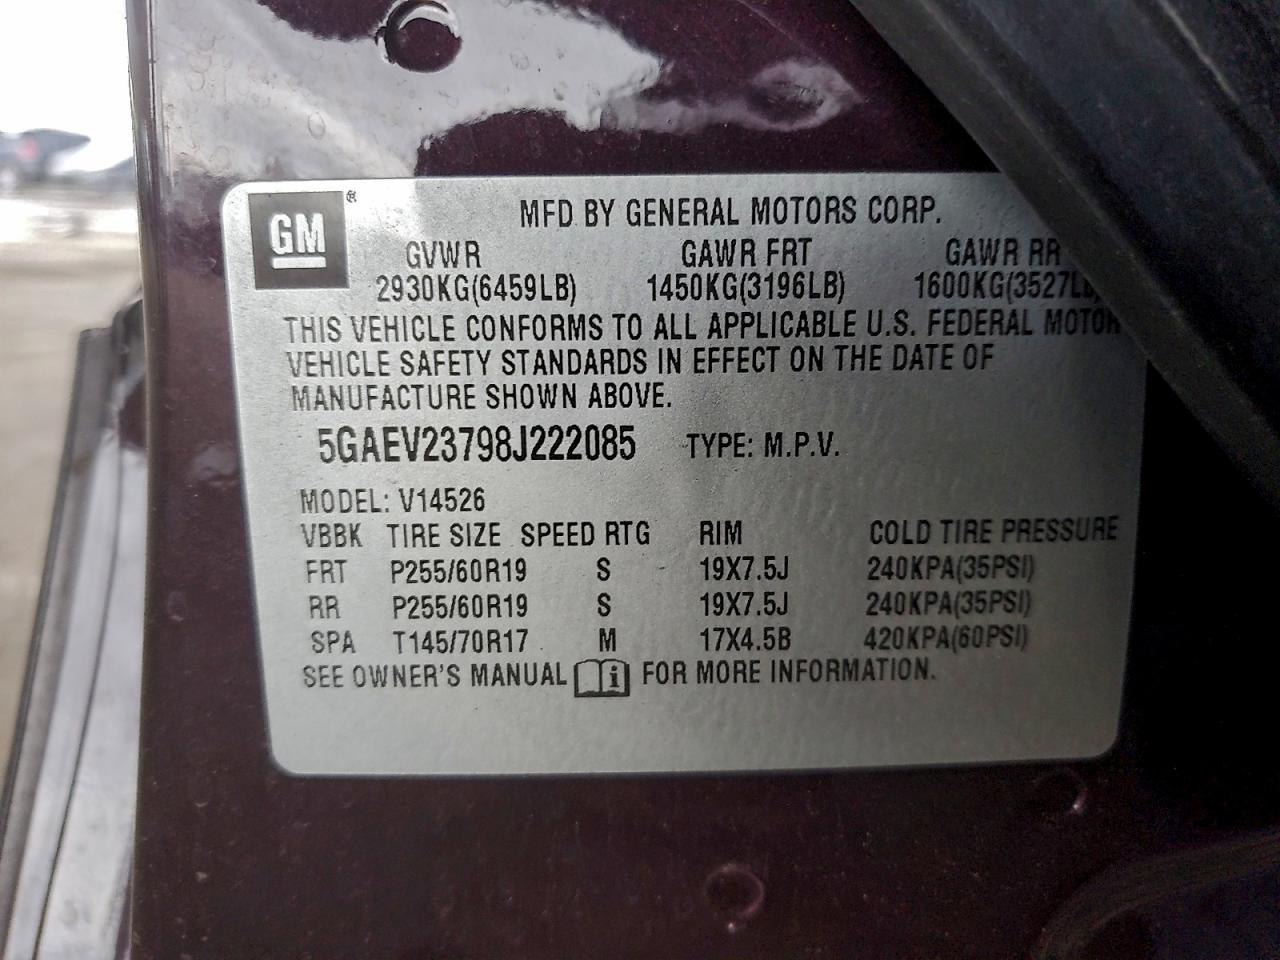 GM ® MFD BY GENERAL MOTORS CORP.
GVWR GAWR FRT GAWR RR
2930KG(6459LB) 1450KG(3196LB) 1600KG(3527LB)
THIS VEHICLE CONFORMS TO ALL APPLICABLE U.S. FEDERAL MOTOR
VEHICLE SAFETY STANDARDS IN EFFECT ON THE DATE OF
MANUFACTURE SHOWN ABOVE.
5GAEV23798J222085 TYPE: M.P.V.
MODEL: V14526
VBBK TIRE SIZE SPEED RTG RIM COLD TIRE PRESSURE
FRT P255/60R19 S 19X7.5J 240KPA(35PSI)
RR P255/60R19 S 19X7.5J 240KPA(35PSI)
SPA T145/70R17 M 17X4.5B 420KPA(60PSI)
SEE OWNER'S MANUAL i FOR MORE INFORMATION.